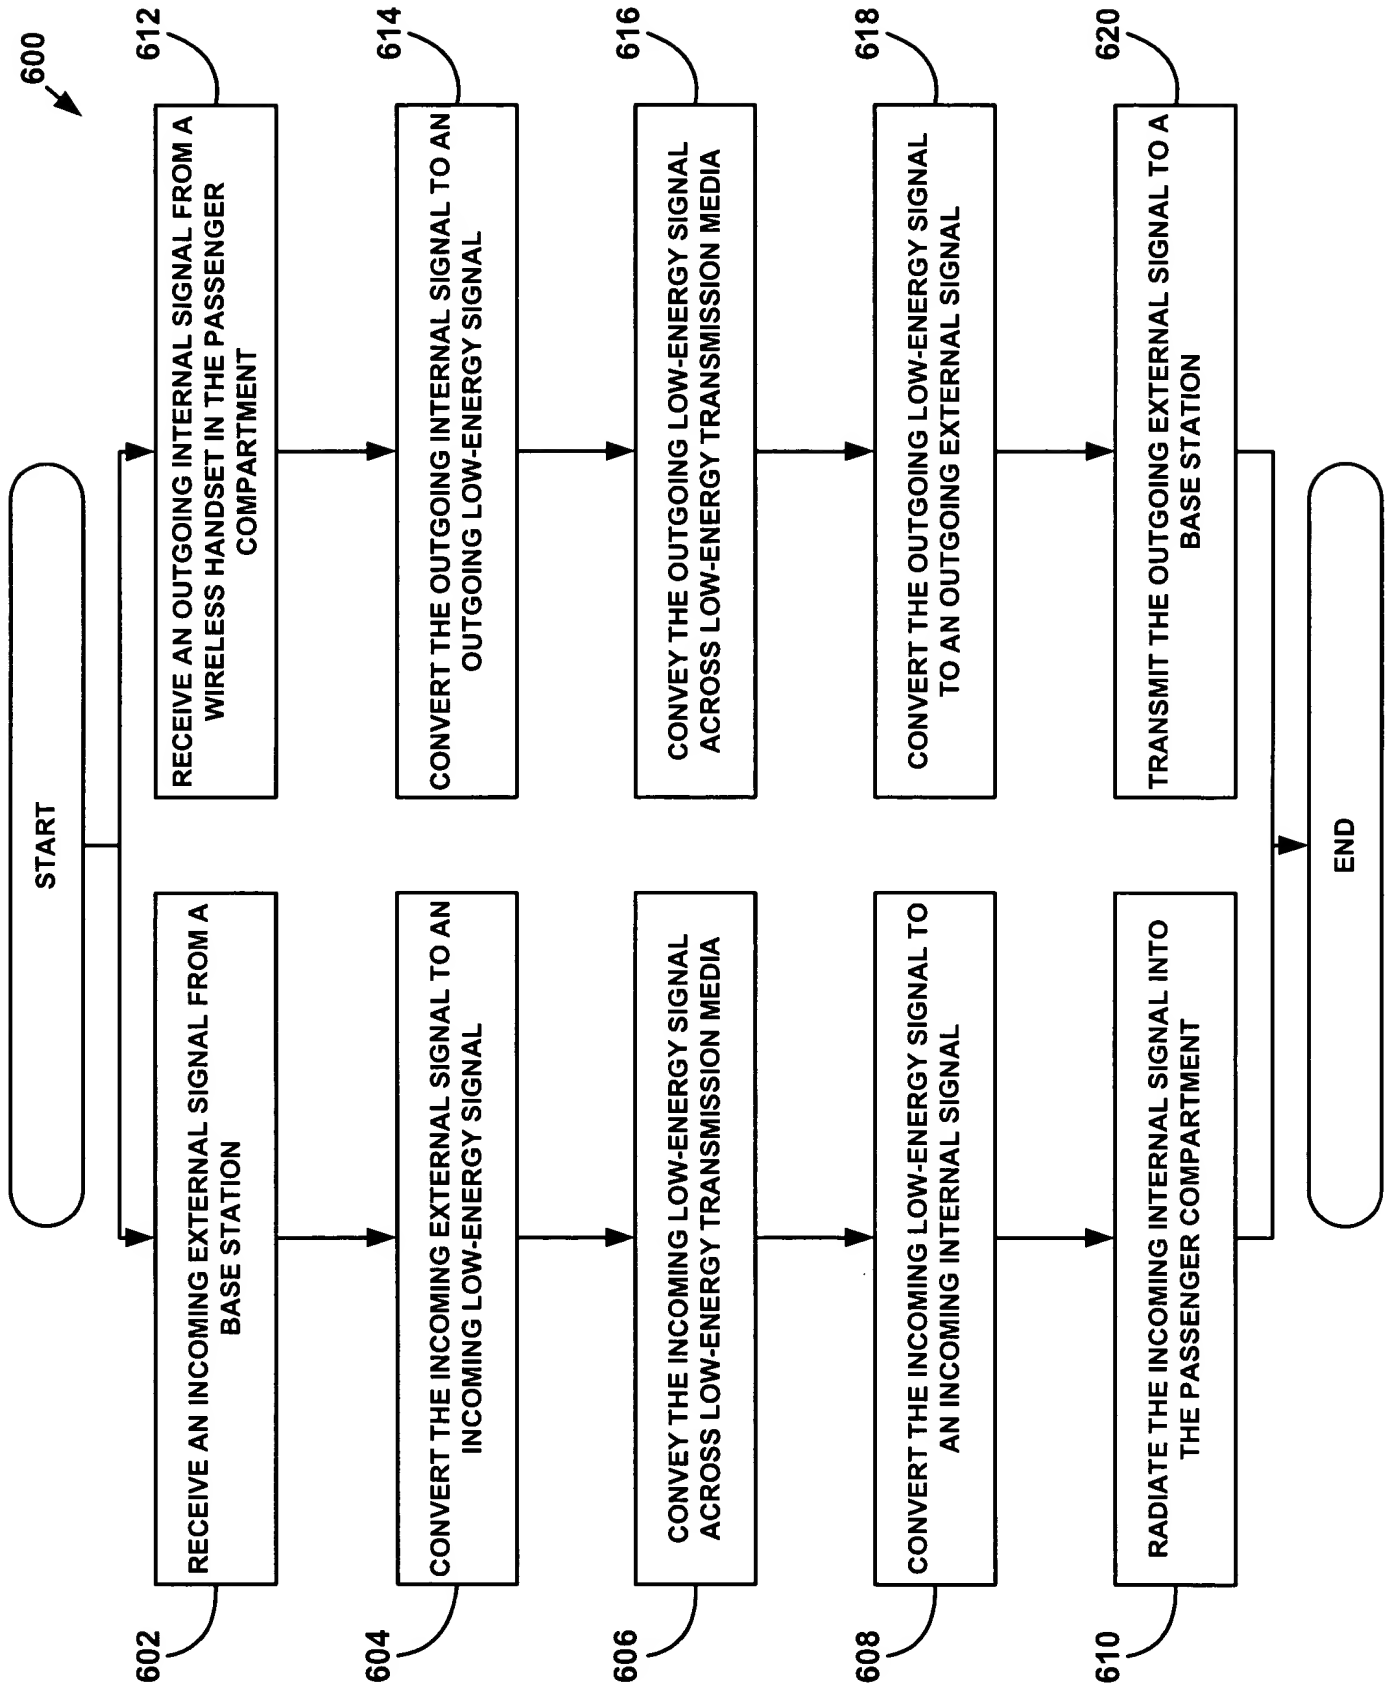 600
START
602
RECEIVE AN INCOMING EXTERNAL SIGNAL FROM A
BASE STATION
604
CONVERT THE INCOMING EXTERNAL SIGNAL TO AN
INCOMING LOW-ENERGY SIGNAL
606
CONVEY THE INCOMING LOW-ENERGY SIGNAL
ACROSS LOW-ENERGY TRANSMISSION MEDIA
608
CONVERT THE INCOMING LOW-ENERGY SIGNAL TO
AN INCOMING INTERNAL SIGNAL
610
RADIATE THE INCOMING INTERNAL SIGNAL INTO
THE PASSENGER COMPARTMENT
612
RECEIVE AN OUTGOING INTERNAL SIGNAL FROM A
WIRELESS HANDSET IN THE PASSENGER
COMPARTMENT
614
CONVERT THE OUTGOING INTERNAL SIGNAL TO AN
OUTGOING LOW-ENERGY SIGNAL
616
CONVEY THE OUTGOING LOW-ENERGY SIGNAL
ACROSS LOW-ENERGY TRANSMISSION MEDIA
618
CONVERT THE OUTGOING LOW-ENERGY SIGNAL
TO AN OUTGOING EXTERNAL SIGNAL
620
TRANSMIT THE OUTGOING EXTERNAL SIGNAL TO A
BASE STATION
END